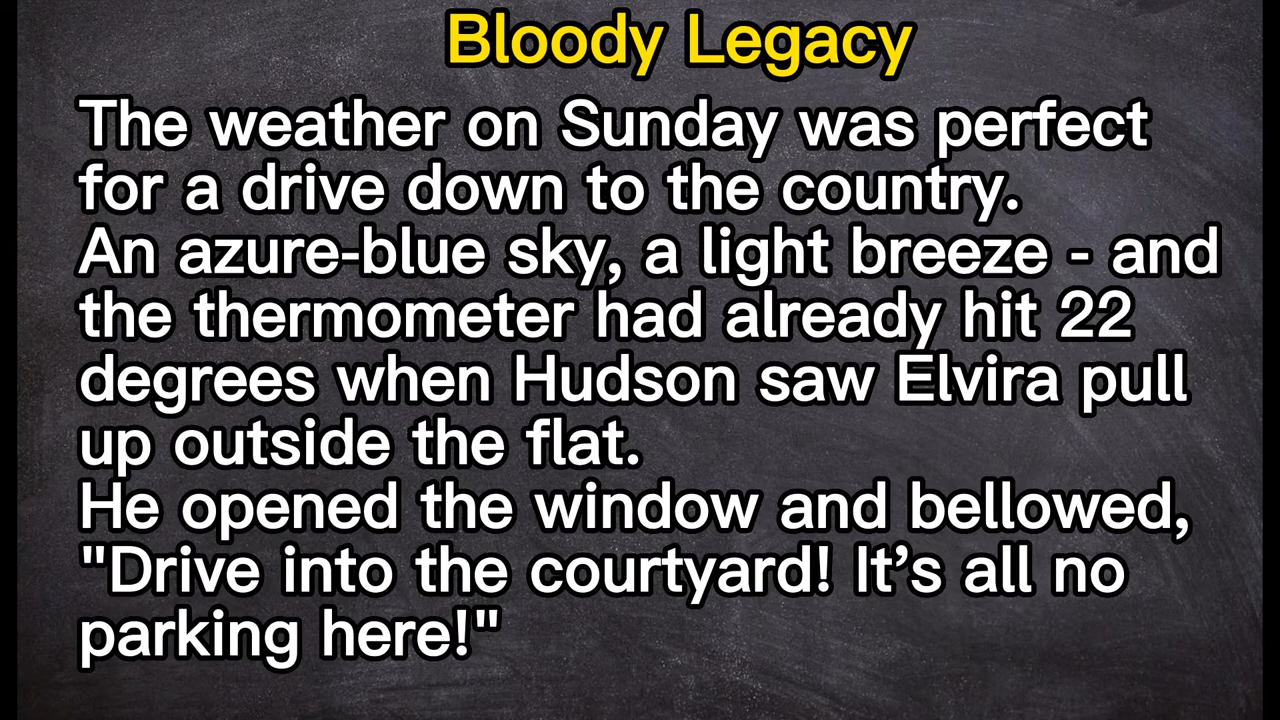 Bloody Legacy
The weather on Sunday was perfect
for a drive down to the country.
An azure-blue sky, a light breeze - and
the thermometer had already hit 22
degrees when Hudson saw Elvira pull
up outside the flat.
He opened the window and bellowed,
"Drive into the courtyard! It’s all no
parking here!"